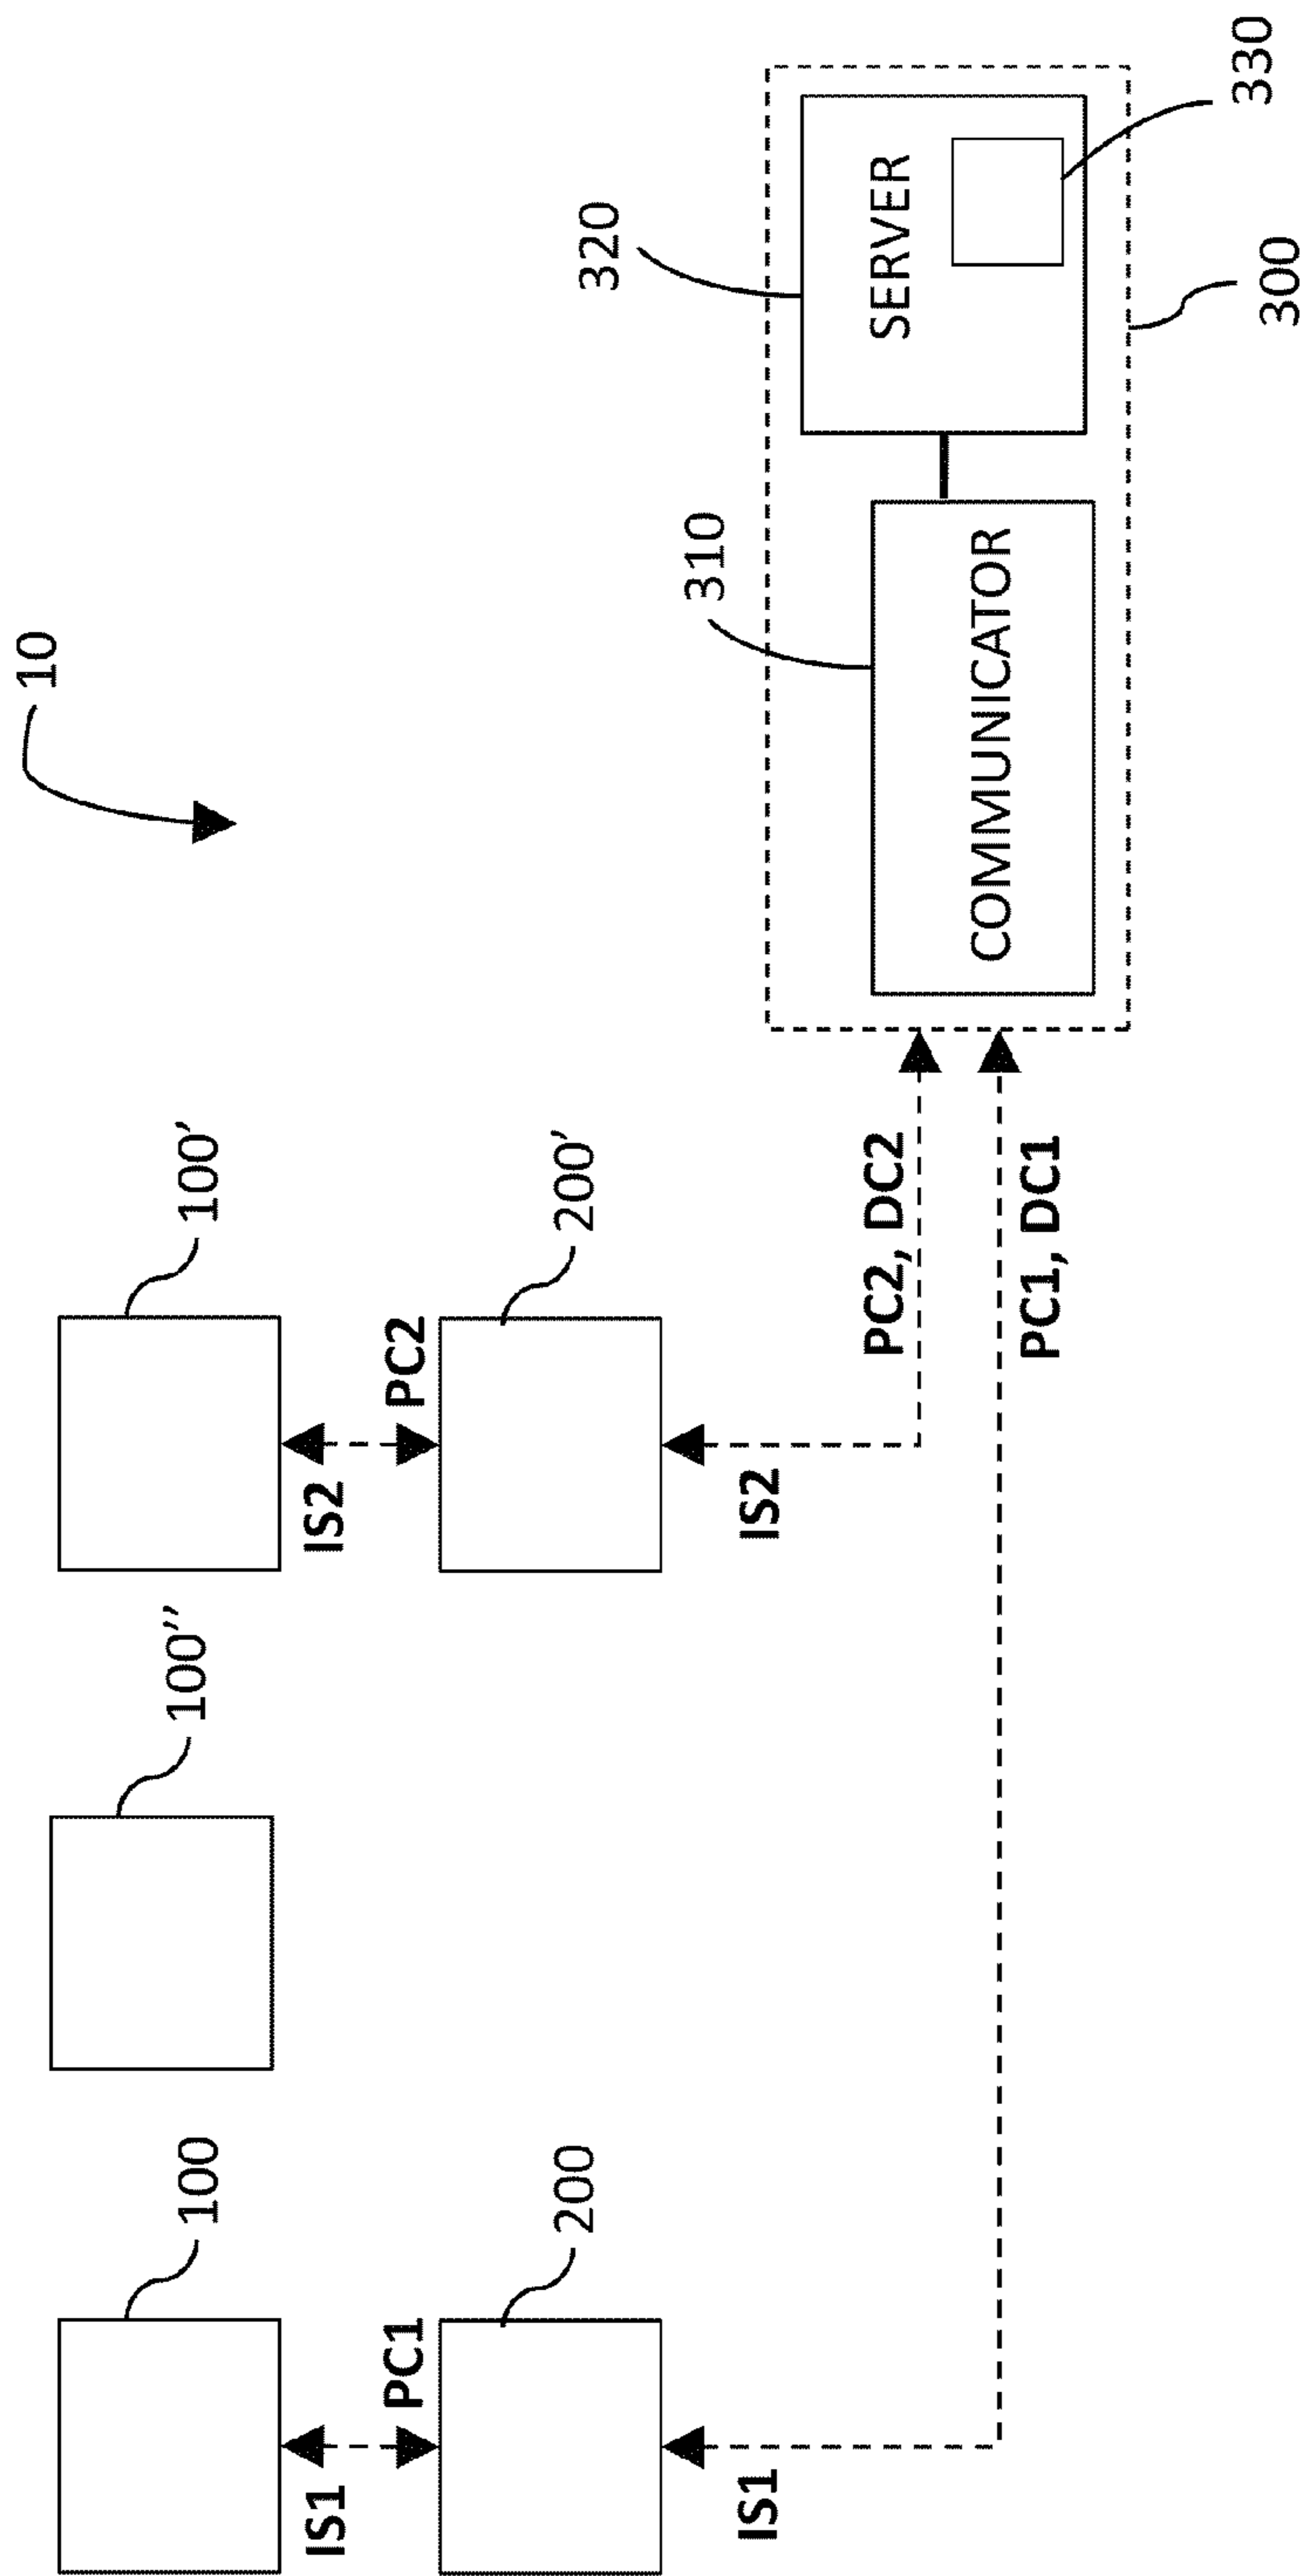 10
100
100''
100'
IS1
PC1
IS2
PC2
200
200'
IS1
IS2
PC2, DC2
PC1, DC1
310
320
COMMUNICATOR
SERVER
330
300